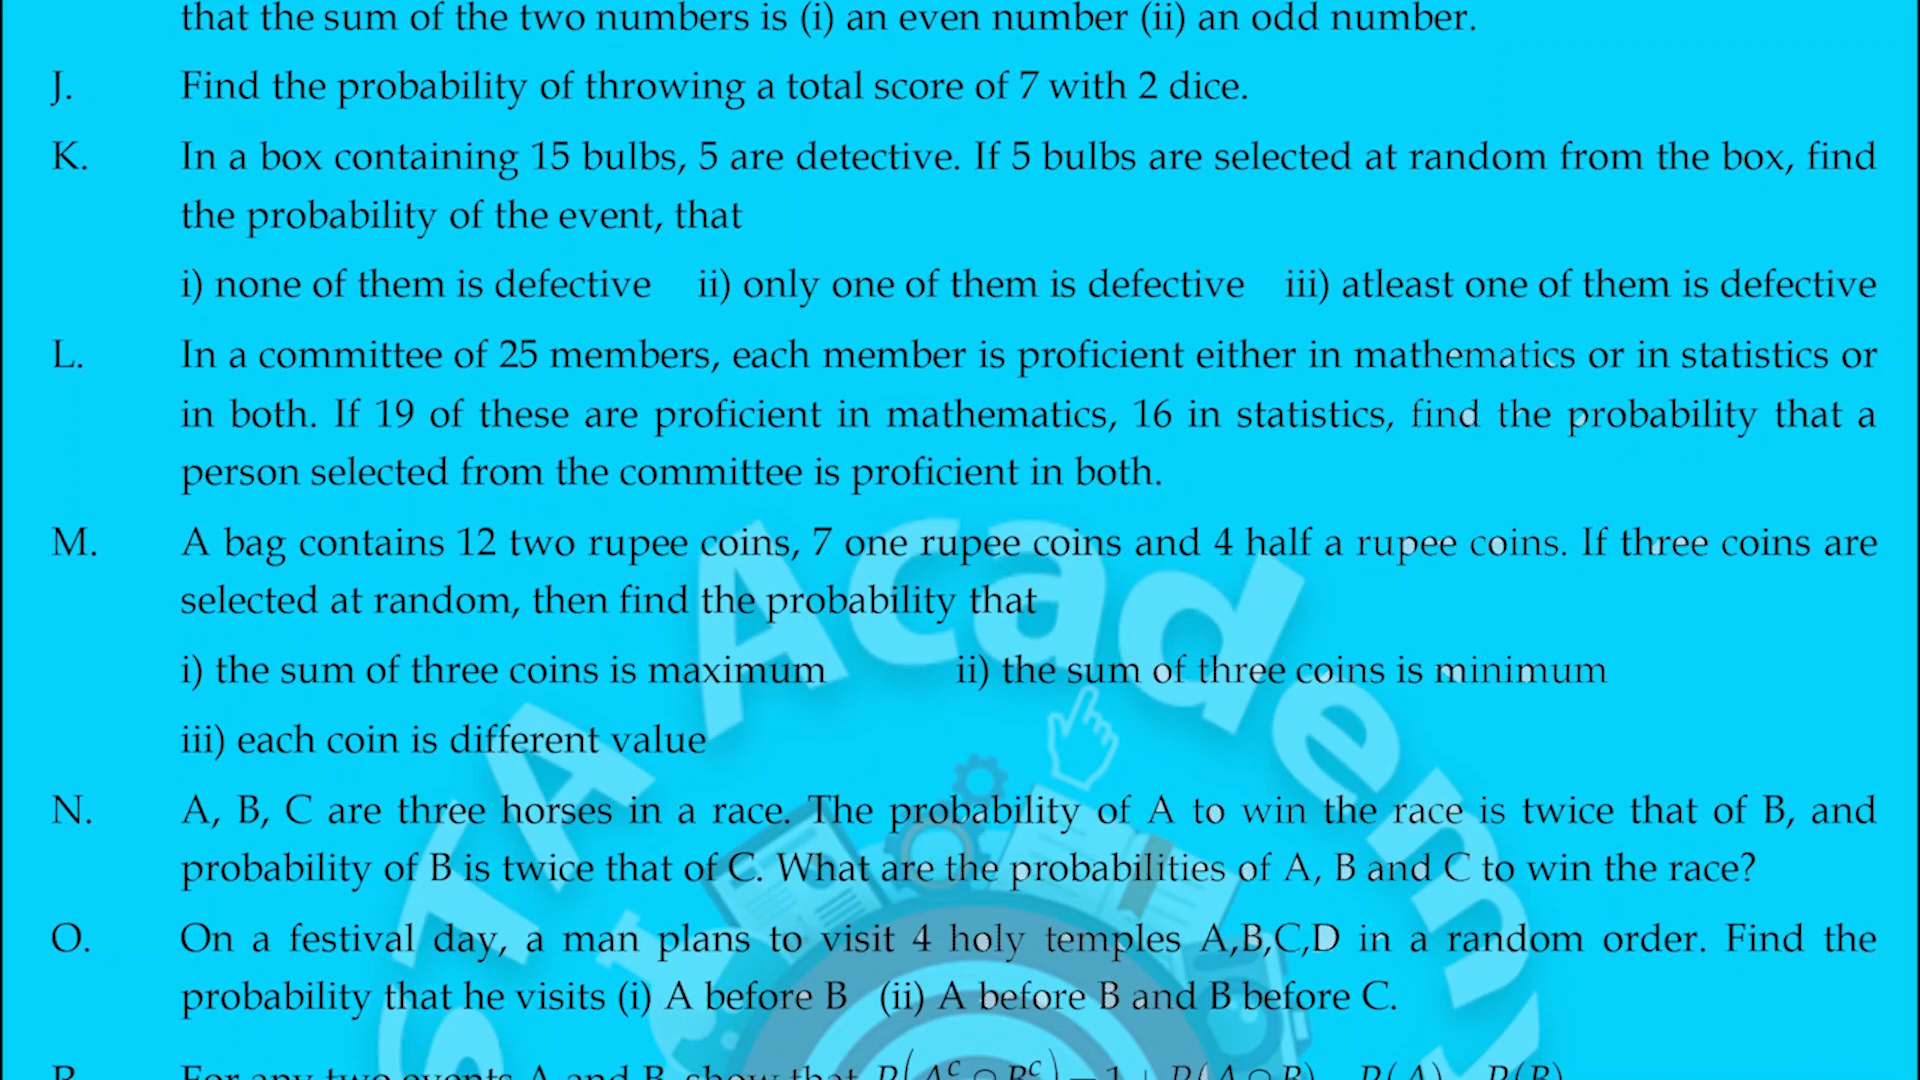 that the sum of the two numbers is (i) an even number (ii) an odd number.
J. Find the probability of throwing a total score of 7 with 2 dice.
K. In a box containing 15 bulbs, 5 are detective. If 5 bulbs are selected at random from the box, find
the probability of the event, that
i) none of them is defective ii) only one of them is defective iii) atleast one of them is defective
L. In a committee of 25 members, each member is proficient either in mathematics or in statistics or
in both. If 19 of these are proficient in mathematics, 16 in statistics, find the probability that a
person selected from the committee is proficient in both.
M. A bag contains 12 two rupee coins, 7 one rupee coins and 4 half a rupee coins. If three coins are
selected at random, then find the probability that
i) the sum of three coins is maximum ii) the sum of three coins is minimum
iii) each coin is different value
N. A, B, C are three horses in a race. The probability of A to win the race is twice that of B, and
probability of B is twice that of C. What are the probabilities of A, B and C to win the race?
O. On a festival day, a man plans to visit 4 holy temples A,B,C,D in a random order. Find the
probability that he visits (i) A before B (ii) A before B and B before C.
For any two events A and B, show that P(A^C ∩ B^C) = 1 + P(A ∩ B) − P(A) − P(B)
STA Academy